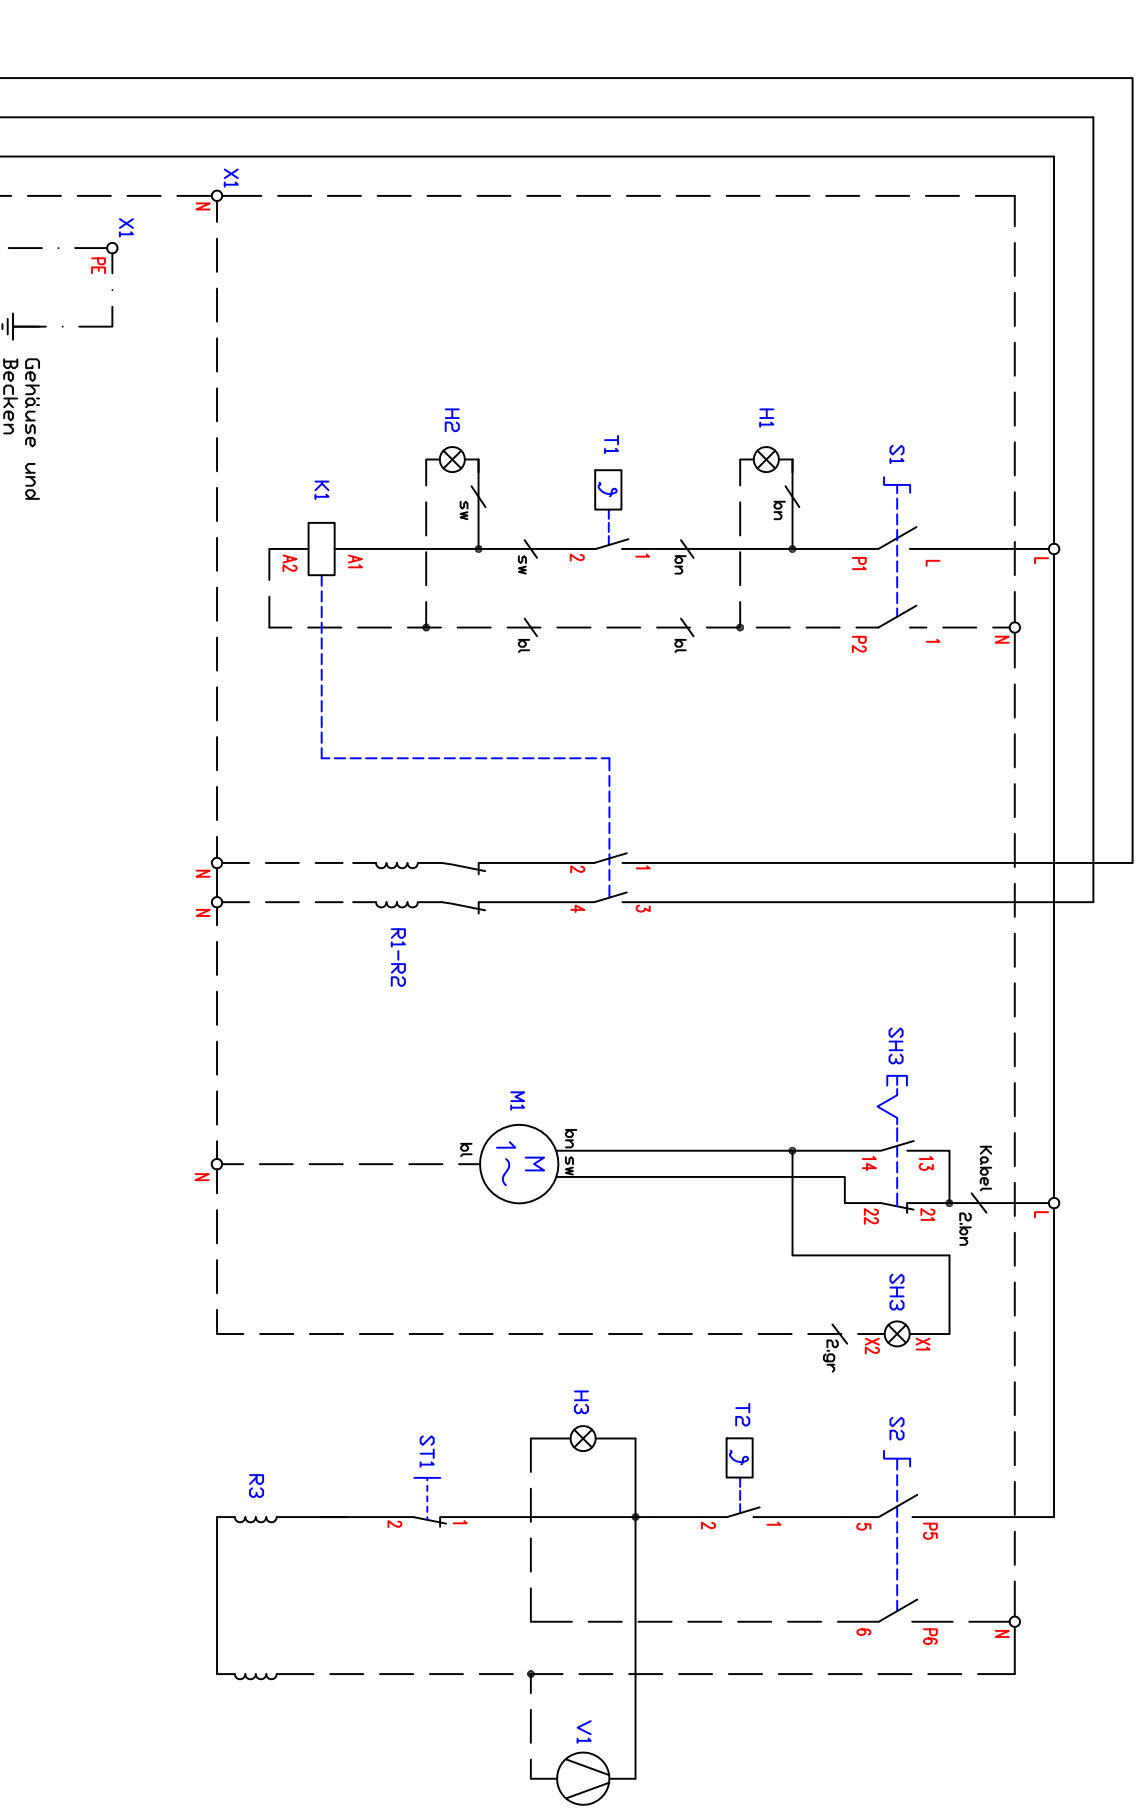 L L
N N
Kabel
2.bn
L 1 13 21 X1 P5 P6
S1 SH3 SH3 S2
P1 P2 14 22 X2 5 6
2.gr
bn 1
H1
T2
2
bn bl
1 1 3
T1
2 2 4 bn sw H3 V1
M
sw bl M1
1~
sw bl 1
H2
ST1
R1-R2 2
A1
K1
A2
R3
X1
N N N N
X1
PE
Gehäuse und
Becken